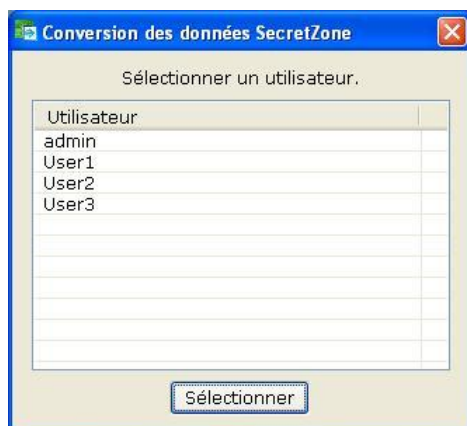 Conversion des données SecretZone
Sélectionner un utilisateur.
Utilisateur
admin
User1
User2
User3
Sélectionner